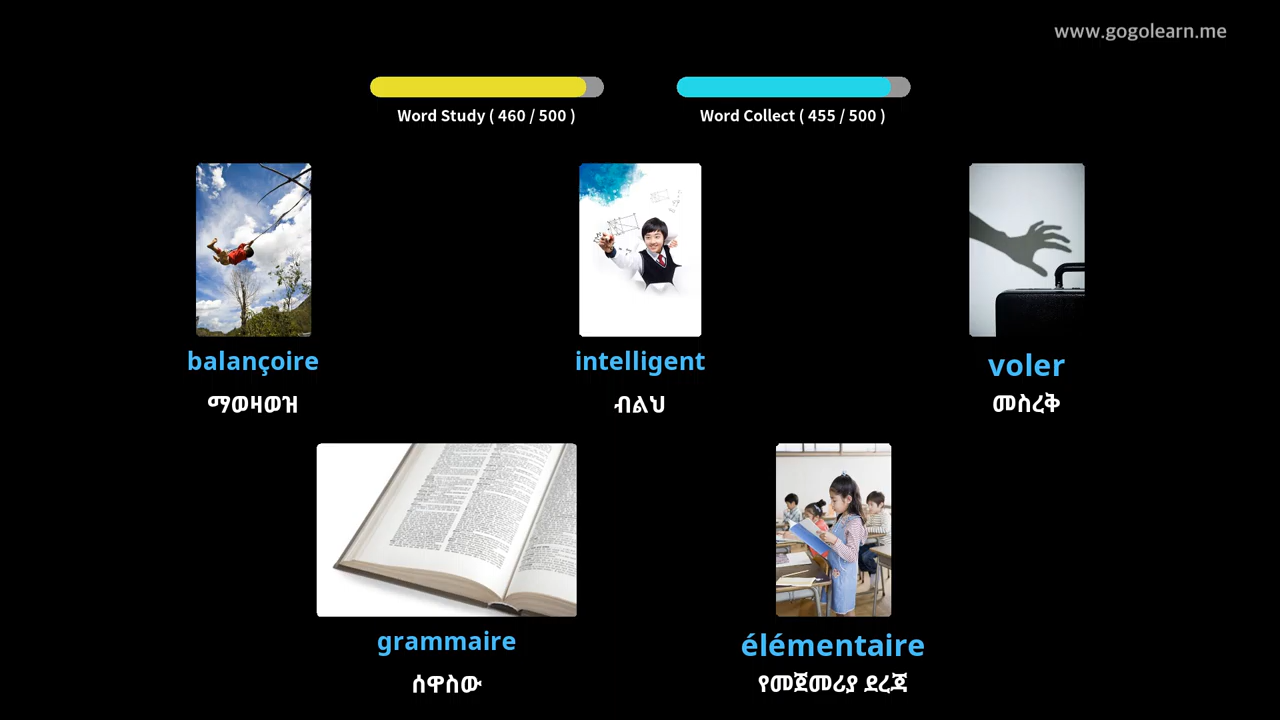 www.gogolearn.me
Word Study ( 460 / 500 )
Word Collect ( 455 / 500 )
balançoire
ማወዛወዝ
intelligent
ብልህ
voler
መስረቅ
grammaire
ሰዋስው
élémentaire
የመጀመሪያ ደረጃ